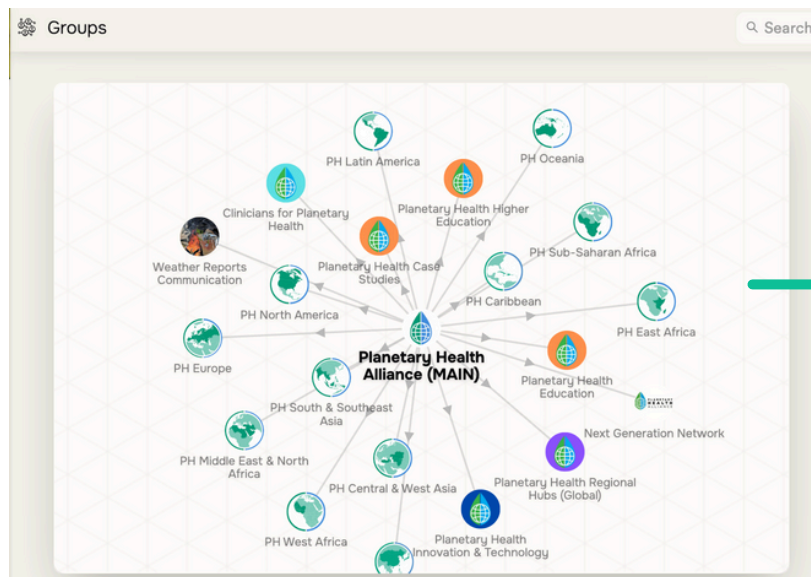 Groups
Search
PH Latin America
PH Oceania
Clinicians for Planetary
Health
Planetary Health Higher
Education
Weather Reports
Communication
Planetary Health Case
Studies
PH Sub-Saharan Africa
PH North America
PH Caribbean
PH East Africa
PH Europe
Planetary Health
Alliance (MAIN)
Planetary Health
Education
PLANETARY
HEALTH
ALLIANCE
PH South & Southeast
Asia
Next Generation Network
PH Middle East & North
Africa
PH Central & West Asia
Planetary Health Regional
Hubs (Global)
PH West Africa
Planetary Health
Innovation & Technology